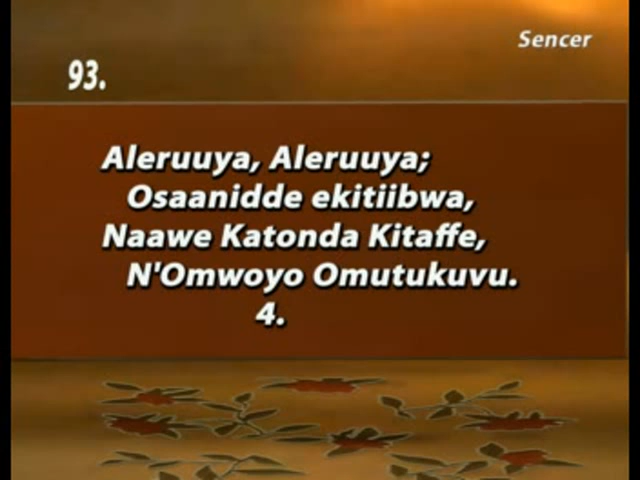 Sencer
93.
Aleruuya, Aleruuya;
Osaanidde ekitiibwa,
Naawe Katonda Kitaffe,
N'Omwoyo Omutukuvu.
4.